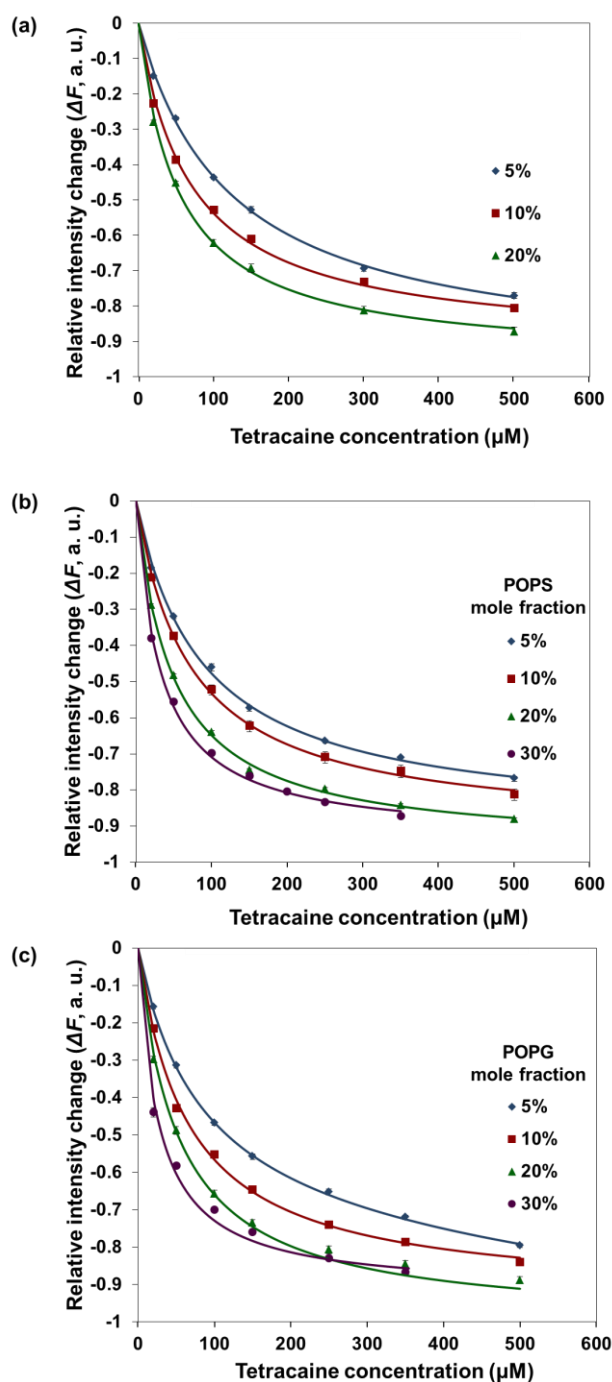 (a)
Relative intensity change (ΔF, a. u.)
0
-0.1
-0.2
-0.3
-0.4
-0.5
-0.6
-0.7
-0.8
-0.9
-1
5%
10%
20%
0 100 200 300 400 500 600
Tetracaine concentration (µM)
(b)
Relative intensity change (ΔF, a. u.)
0
-0.1
-0.2
-0.3
-0.4
-0.5
-0.6
-0.7
-0.8
-0.9
-1
POPS
mole fraction
5%
10%
20%
30%
0 100 200 300 400 500 600
Tetracaine concentration (µM)
(c)
Relative intensity change (ΔF, a. u.)
0
-0.1
-0.2
-0.3
-0.4
-0.5
-0.6
-0.7
-0.8
-0.9
-1
POPG
mole fraction
5%
10%
20%
30%
0 100 200 300 400 500 600
Tetracaine concentration (µM)